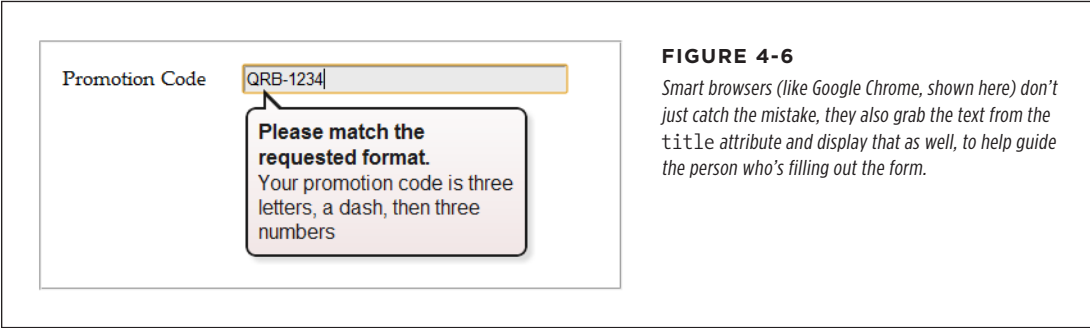 Promotion Code
QRB-1234
Please match the
requested format.
Your promotion code is three
letters, a dash, then three
numbers
FIGURE 4-6
Smart browsers (like Google Chrome, shown here) don’t
just catch the mistake, they also grab the text from the
title attribute and display that as well, to help guide
the person who’s filling out the form.